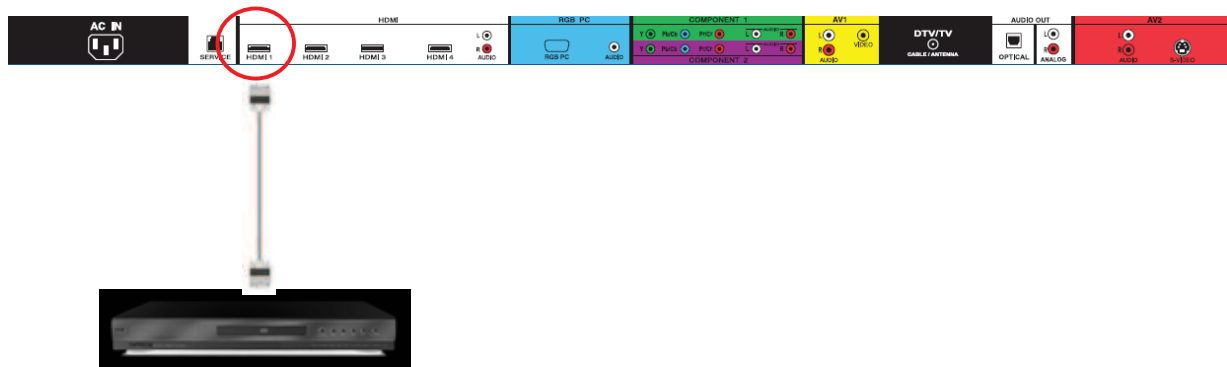 AC IN
SERVICE
HDMI
HDMI 1
HDMI 2
HDMI 3
HDMI 4
L
R
AUDIO
RGB PC
RGB PC
AUDIO
COMPONENT 1
Y Pb/Cb Pr/Cr L AUDIO R
Y Pb/Cb Pr/Cr L R
COMPONENT 2
AV1
L
R
AUDIO
VIDEO
DTV/TV
CABLE / ANTENNA
AUDIO OUT
OPTICAL
L
R
ANALOG
AV2
L
R
AUDIO
S-VIDEO